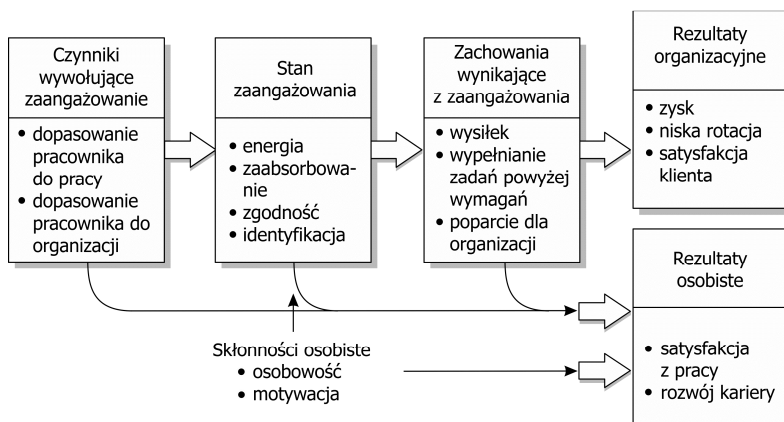 Czynniki
wywołujące
zaangażowanie
• dopasowanie
pracownika
do pracy
• dopasowanie
pracownika do
organizacji
Stan
zaangażowania
• energia
• zaabsorbowa-
nie
• zgodność
• identyfikacja
Zachowania
wynikające
z zaangażowania
• wysiłek
• wypełnianie
zadań powyżej
wymagań
• poparcie dla
organizacji
Rezultaty
organizacyjne
• zysk
• niska rotacja
• satysfakcja
klienta
Rezultaty
osobiste
• satysfakcja
z pracy
• rozwój kariery
Skłonności osobiste
• osobowość
• motywacja